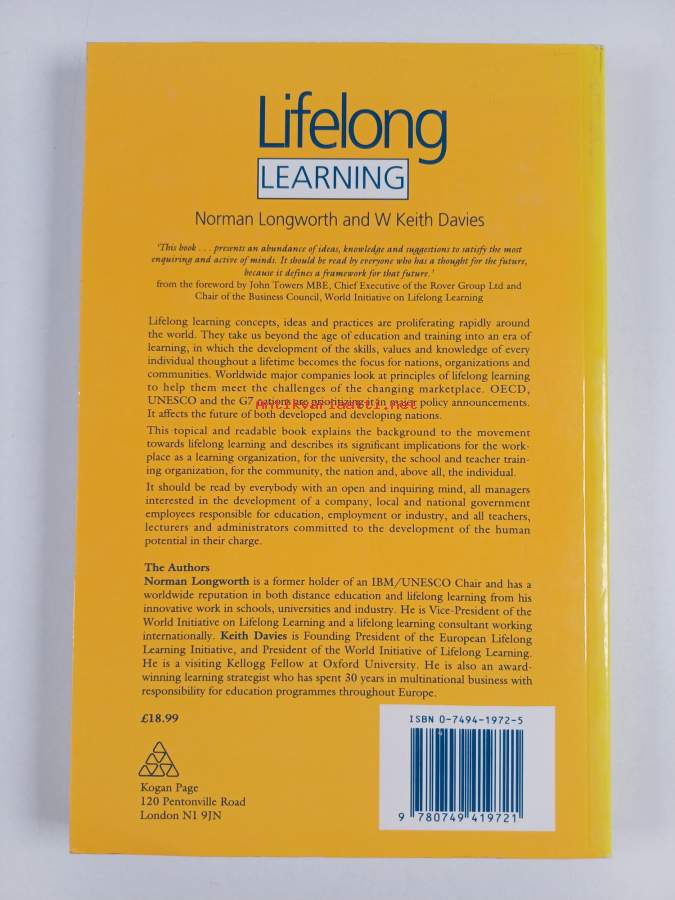 Lifelong
LEARNING
Norman Longworth and W Keith Davies
'This book . . . presents an abundance of ideas, knowledge and suggestions to satisfy the most
enquiring and active of minds. It should be read by everyone who has a thought for the future,
because it defines a framework for that future.'
from the foreword by John Towers MBE, Chief Executive of the Rover Group Ltd and
Chair of the Business Council, World Initiative on Lifelong Learning
Lifelong learning concepts, ideas and practices are proliferating rapidly around
the world. They take us beyond the age of education and training into an era of
learning, in which the development of the skills, values and knowledge of every
individual thoughout a lifetime becomes the focus for nations, organizations and
communities. Worldwide major companies look at principles of lifelong learning
to help them meet the challenges of the changing marketplace. OECD,
UNESCO and the G7 nations are prioritizing it in major policy announcements.
Antikvariaatti.net
It affects the future of both developed and developing nations.
This topical and readable book explains the background to the movement
towards lifelong learning and describes its significant implications for the work-
place as a learning organization, for the university, the school and teacher train-
ing organization, for the community, the nation and, above all, the individual.
It should be read by everybody with an open and inquiring mind, all managers
interested in the development of a company, local and national government
employees responsible for education, employment or industry, and all teachers,
lecturers and administrators committed to the development of the human
potential in their charge.
The Authors
Norman Longworth is a former holder of an IBM/UNESCO Chair and has a
worldwide reputation in both distance education and lifelong learning from his
innovative work in schools, universities and industry. He is Vice-President of the
World Initiative on Lifelong Learning and a lifelong learning consultant working
internationally. Keith Davies is Founding President of the European Lifelong
Learning Initiative, and President of the World Initiative of Lifelong Learning.
He is a visiting Kellogg Fellow at Oxford University. He is also an award-
winning learning strategist who has spent 30 years in multinational business with
responsibility for education programmes throughout Europe.
£18.99
ISBN 0-7494-1972-5
Kogan Page
120 Pentonville Road
London N1 9JN
9 780749 419721